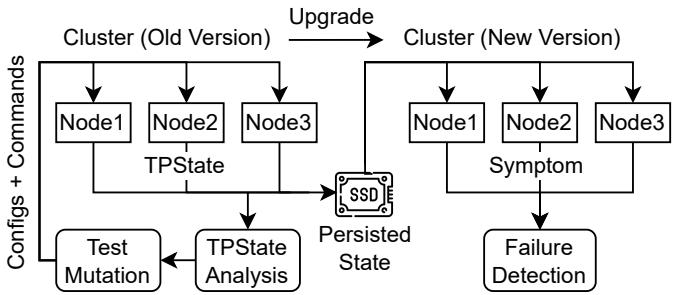 Upgrade
Cluster (Old Version)
Cluster (New Version)
Configs + Commands
Node1
Node2
Node3
Node1
Node2
Node3
TPState
Symptom
SSD
Persisted
State
Test
Mutation
TPState
Analysis
Failure
Detection